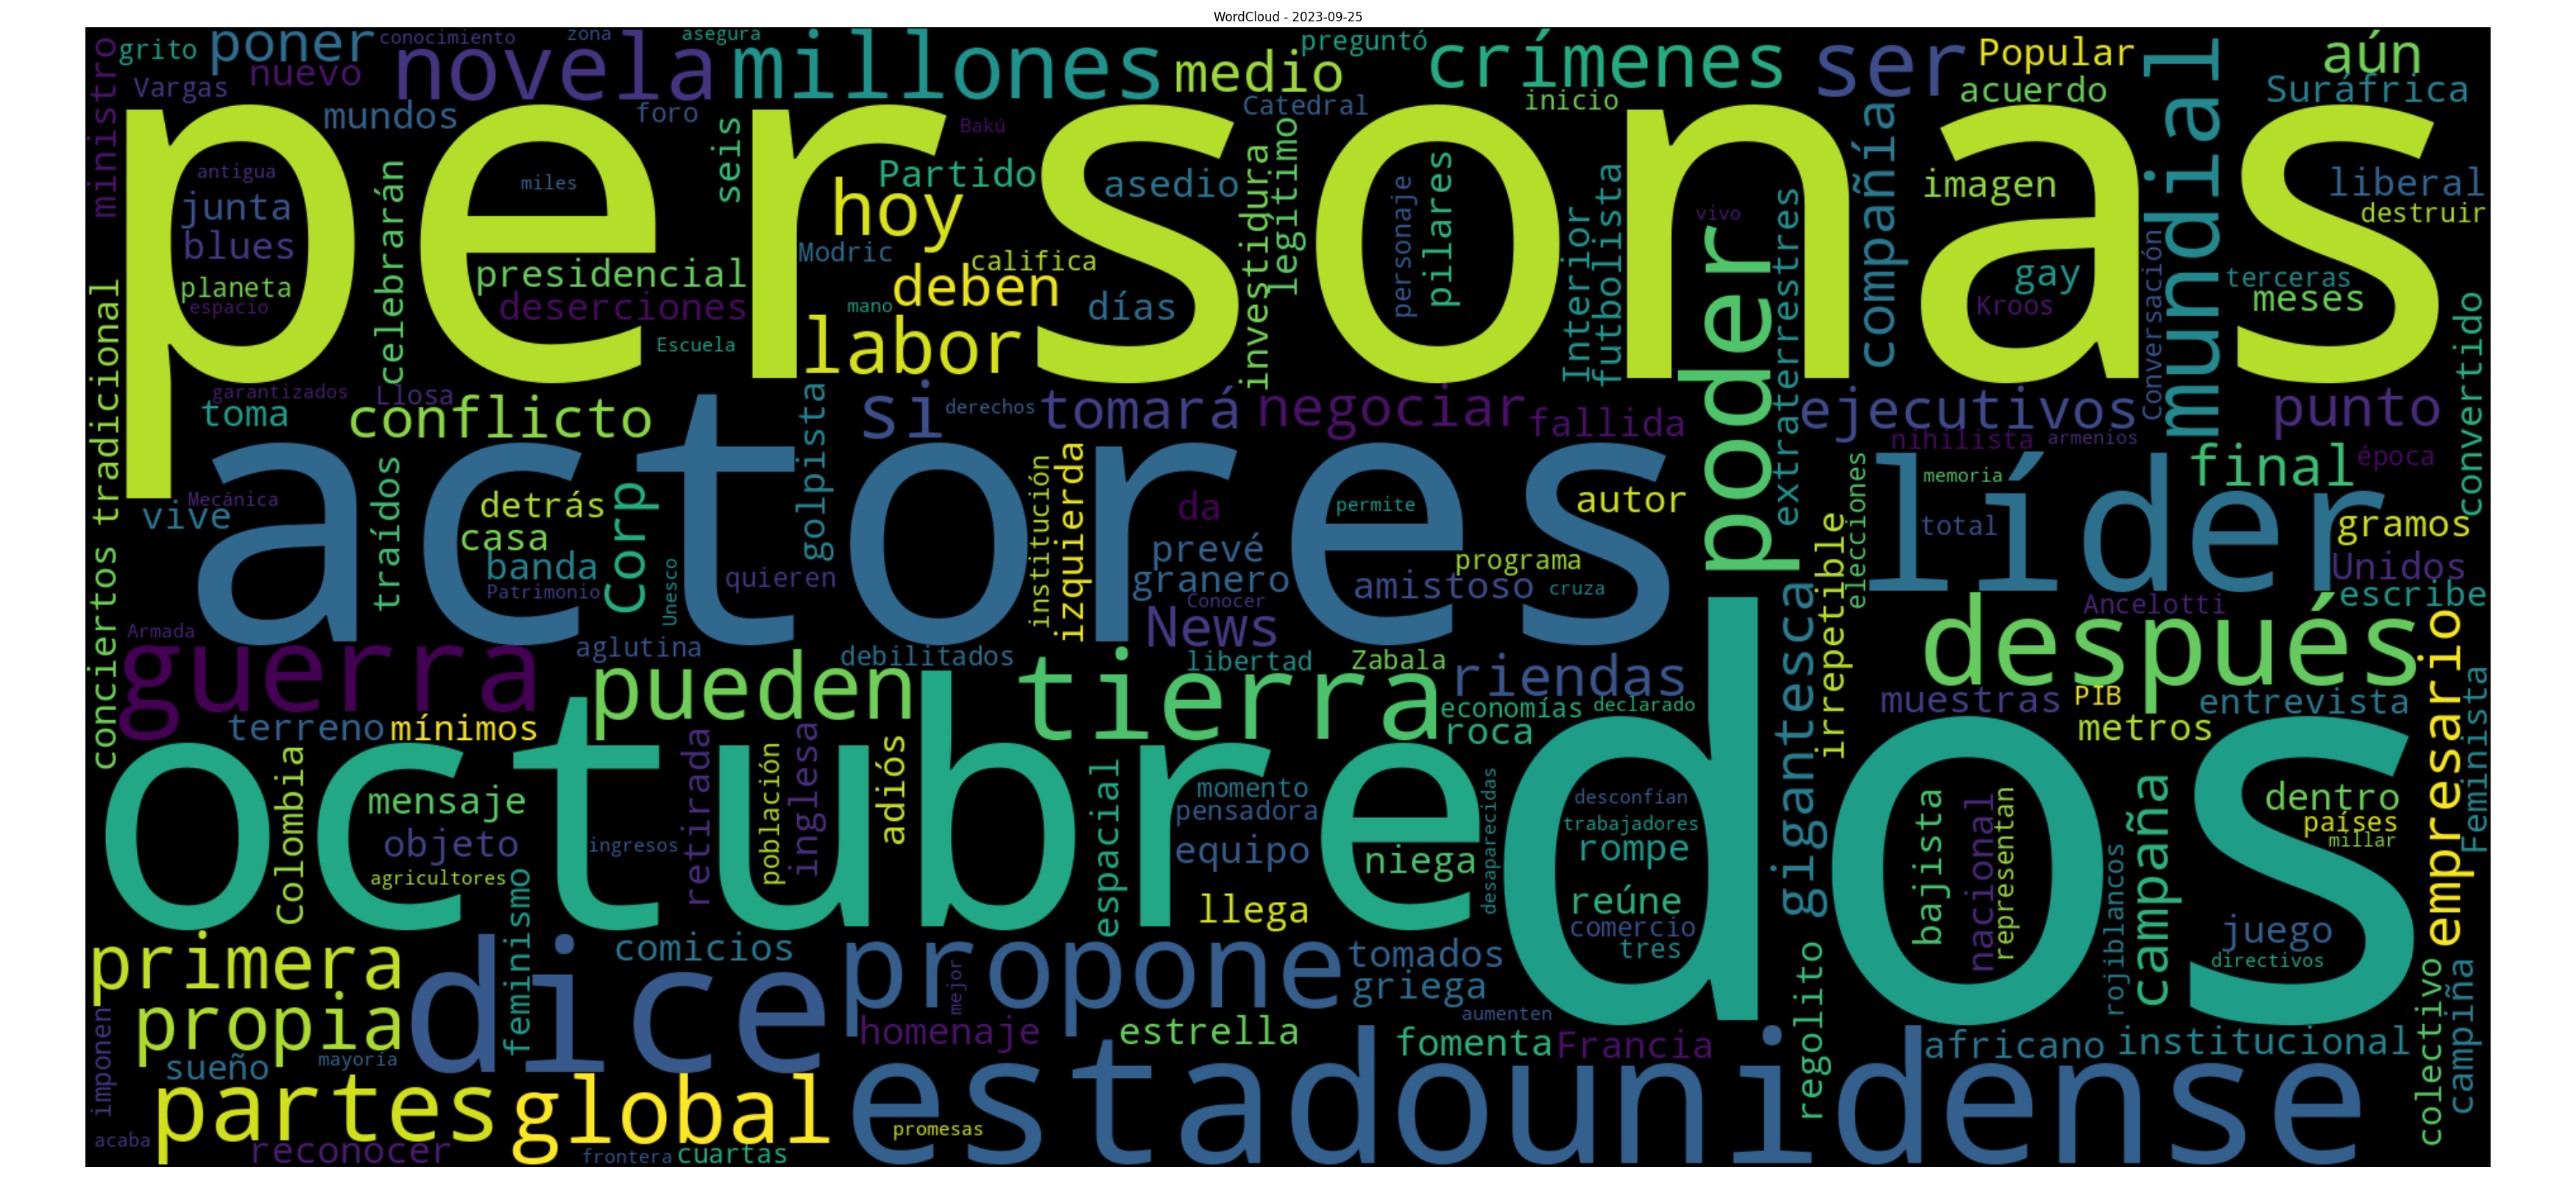 WordCloud - 2023-09-25
ministro
grito
poner
conocimiento
zona
asegura
novela
millones
medio
preguntó
crímenes
ser
Popular
mundial
aún
Vargas
nuevo
mundos
foro
Catedral
inicio
acuerdo
Suráfrica
personas
antigua
junta
blues
planeta
espacio
celebrarán
miles
presidencial
deserciones
Escuela
seis
Bakú
Partido
hoy
Modric
califica
deben
mano
días
labor
asedio
investidura
legítimo
personaje
pilares
Interior
futbolista
vivo
poder
extraterrestres
compañía
imagen
gay
Kroos
Conversación
liberal
destruir
terceras
meses
convertido
conciertos tradicional
garantizados
Llosa
toma
conflicto
golpista
si
derechos
tomará
negociar
fallida
ejecutivos
nihilista
armenios
punto
final
época
actores
Mecánica
vive
traídos
detrás
casa
banda
Patrimonio
corp
Unesco
quieren
institución
izquierda
da
prevé
granero
Conocer
News
permite
programa
amistoso
cruza
autor
irrepetible
elecciones
memoria
total
líder
gramos
Unidos
escribe
Ancelotti
Armada
guerra
aglutina
debilitados
pueden
tierra
libertad
Zabala
riendas
economías
declarado
roca
gigantesca
después
muestras
PIB
metros
entrevista
empresario
Feminista
terreno
mínimos
octubre
dos
Colombia
mensaje
objeto
agricultores
feminismo
ingresos
retirada
población
inglesa
adiós
espacial
momento
pensadora
equipo
niega
llega
desaparecidas
desconfían
trabajadores
rompe
reúne
comercio
tres
bajista
nacional
representan
rojiblancos
campaña
dentro
países
millar
juego
directivos
primera
propia
dice
comicios
propone
mejor
tomados
griega
aumenten
regolito
colectivo
campiña
imponen
sueño
mayoría
homenaje
estrella
fomenta
Francia
africano
institucional
partes
global
estadounidense
acaba
reconocer
frontera
cuartas
promesas